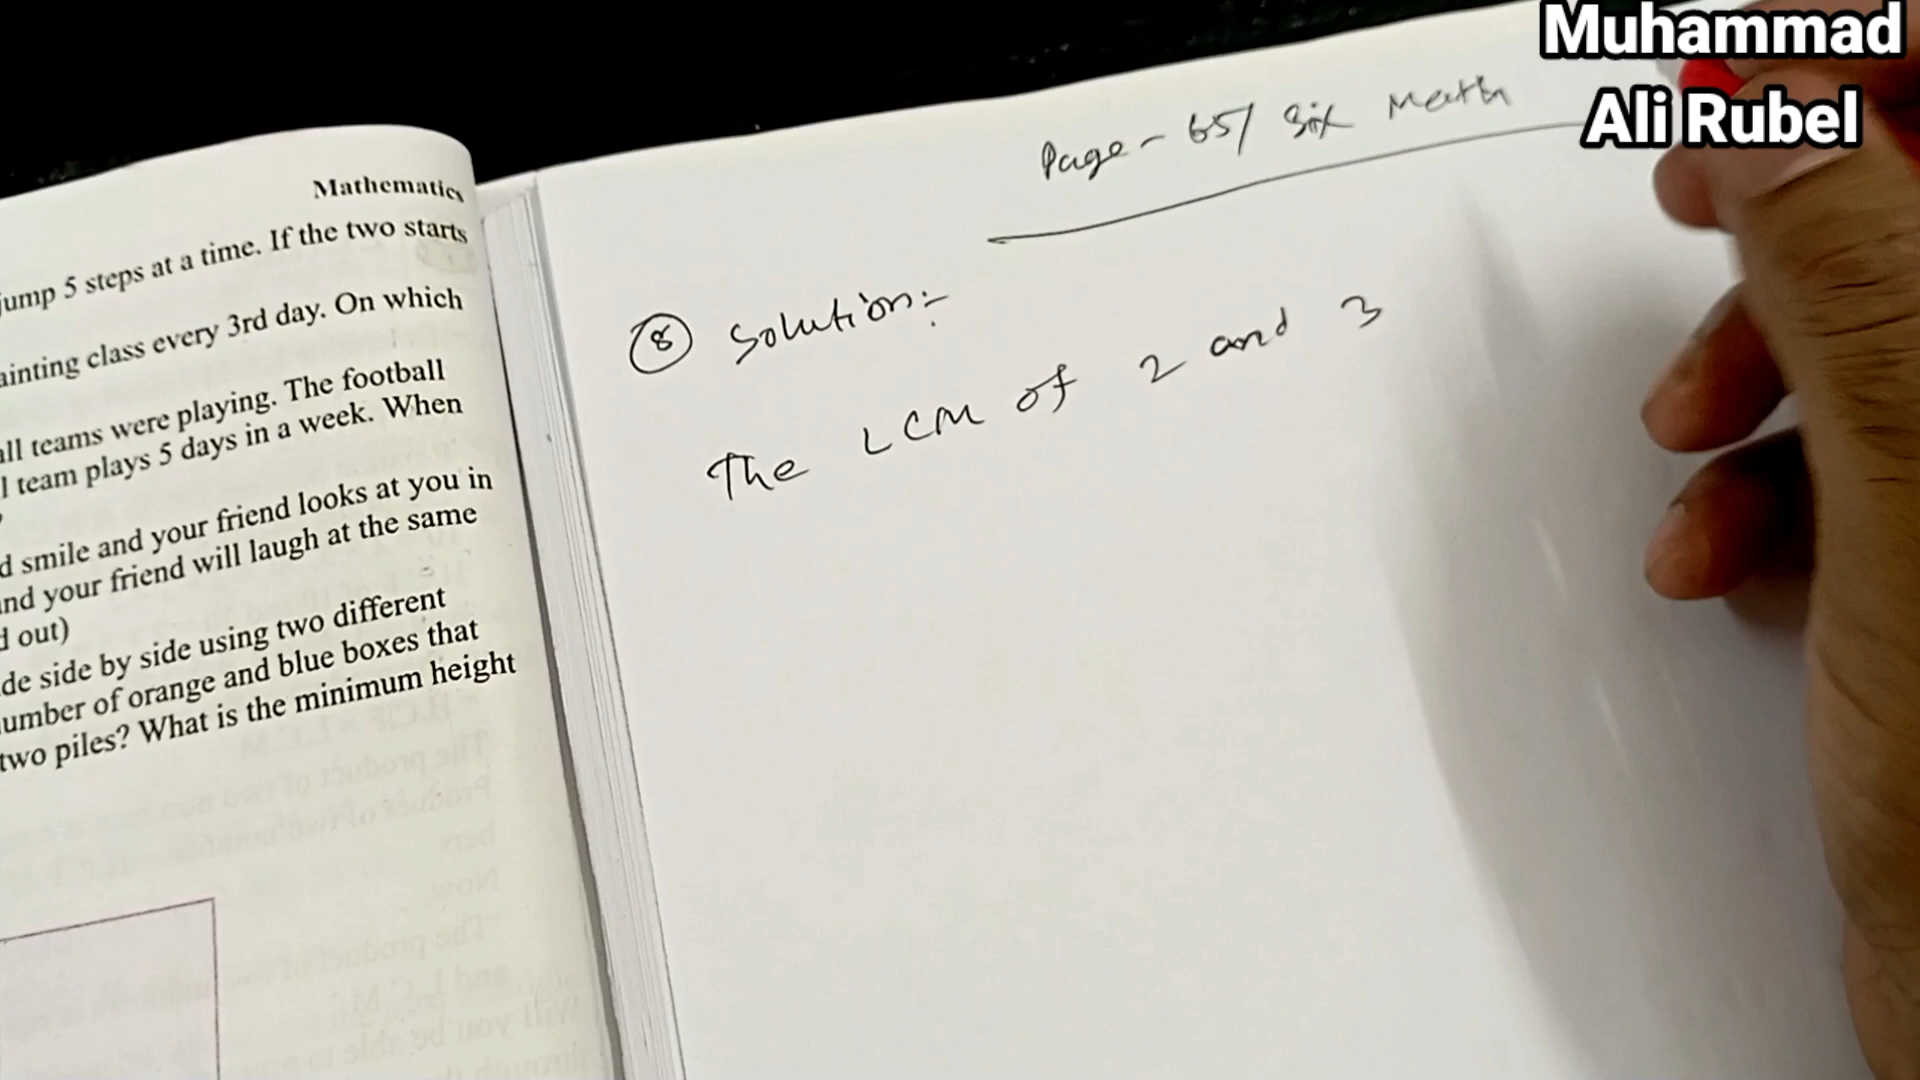 Mathematics
jump 5 steps at a time. If the two starts
ainting class every 3rd day. On which
all teams were playing. The football
l team plays 5 days in a week. When
?
d smile and your friend looks at you in
and your friend will laugh at the same
d out)
de side by side using two different
number of orange and blue boxes that
two piles? What is the minimum height
Muhammad
Ali Rubel
Page - 65/ Six Math
8 Solution:-
The LCM of 2 and 3